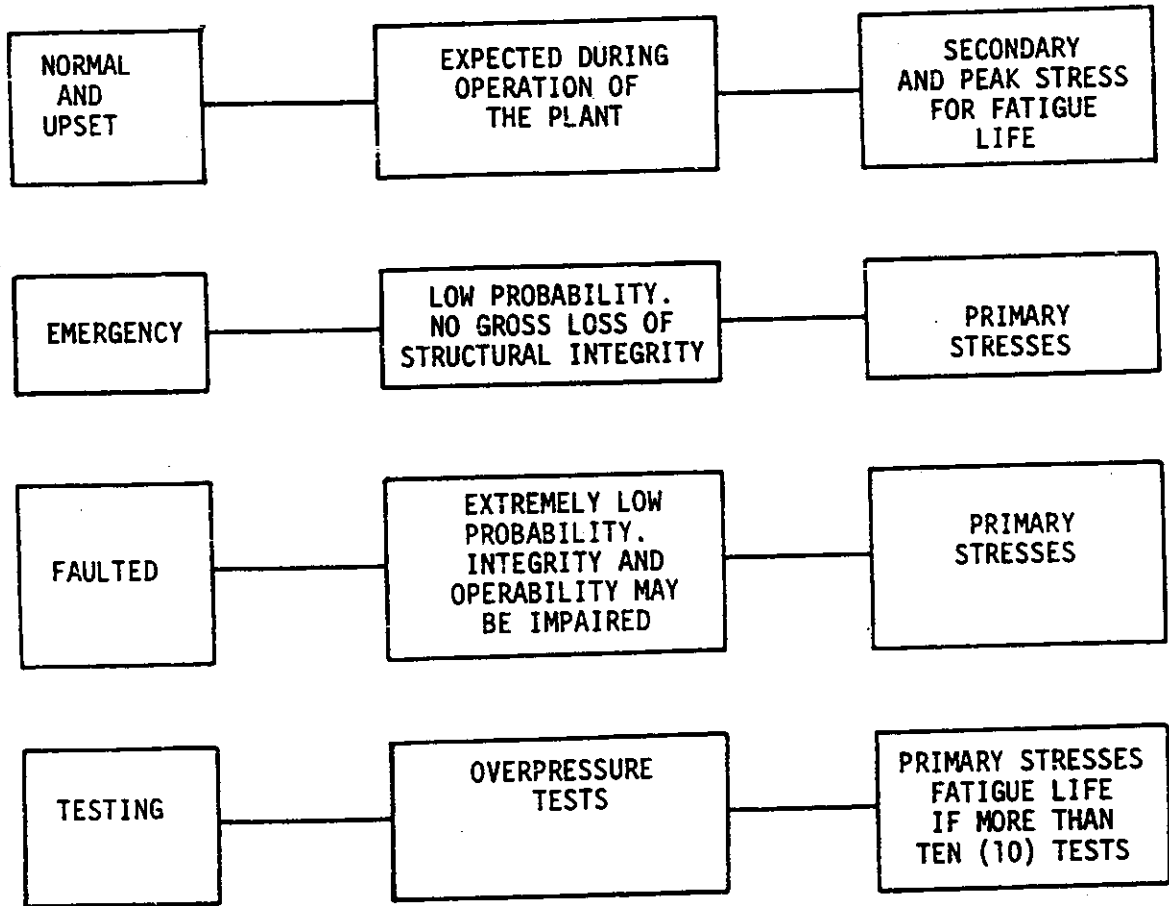 NORMAL
AND
UPSET
EXPECTED DURING
OPERATION OF
THE PLANT
SECONDARY
AND PEAK STRESS
FOR FATIGUE
LIFE
EMERGENCY
LOW PROBABILITY.
NO GROSS LOSS OF
STRUCTURAL INTEGRITY
PRIMARY
STRESSES
FAULTED
EXTREMELY LOW
PROBABILITY.
INTEGRITY AND
OPERABILITY MAY
BE IMPAIRED
PRIMARY
STRESSES
TESTING
OVERPRESSURE
TESTS
PRIMARY STRESSES
FATIGUE LIFE
IF MORE THAN
TEN (10) TESTS